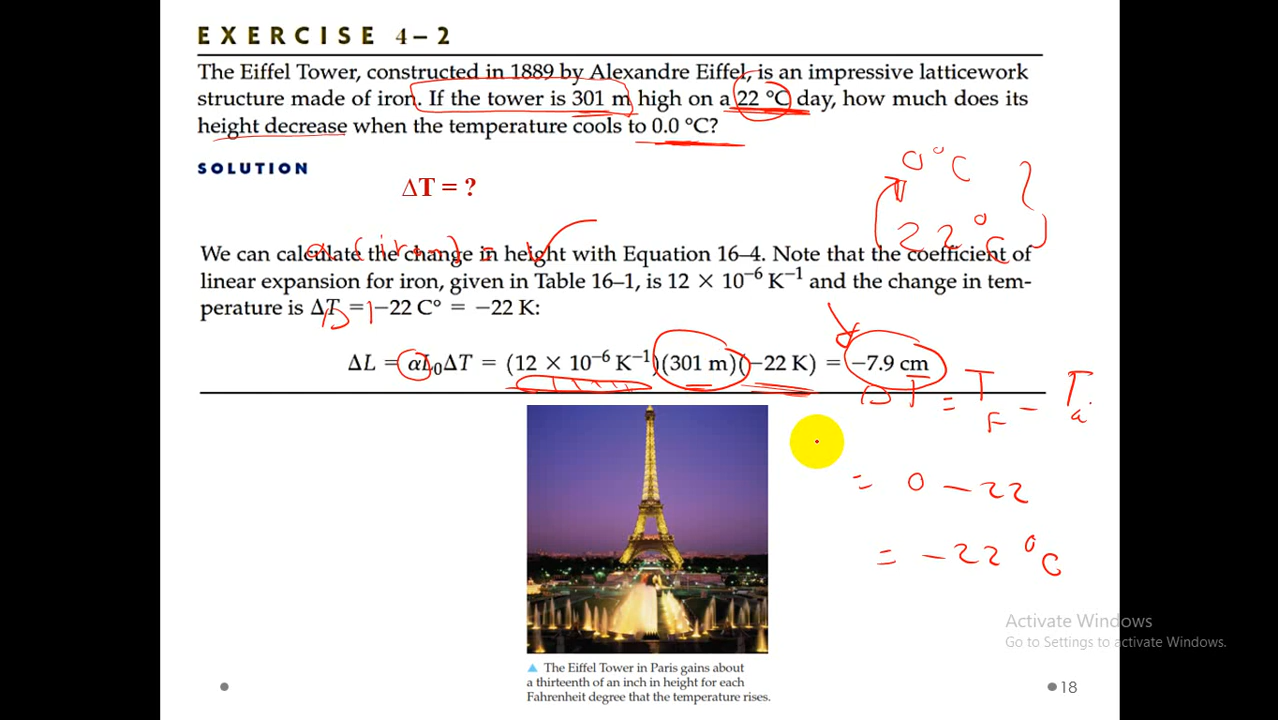 EXERCISE 4–2
The Eiffel Tower, constructed in 1889 by Alexandre Eiffel, is an impressive latticework
structure made of iron. If the tower is 301 m high on a 22 °C day, how much does its
height decrease when the temperature cools to 0.0 °C?
SOLUTION
ΔT = ?
0°C
22°C
α (iron) = ✓
We can calculate the change in height with Equation 16–4. Note that the coefficient of
linear expansion for iron, given in Table 16–1, is 12 × 10⁻⁶ K⁻¹ and the change in tem-
perature is ΔT = −22 C° = −22 K:
ΔL = αL₀ΔT = (12 × 10⁻⁶ K⁻¹)(301 m)(−22 K) = −7.9 cm
ΔT = T_F − T_i
= 0 − 22
= −22 °C
▲ The Eiffel Tower in Paris gains about
a thirteenth of an inch in height for each
Fahrenheit degree that the temperature rises.
Activate Windows
Go to Settings to activate Windows.
18